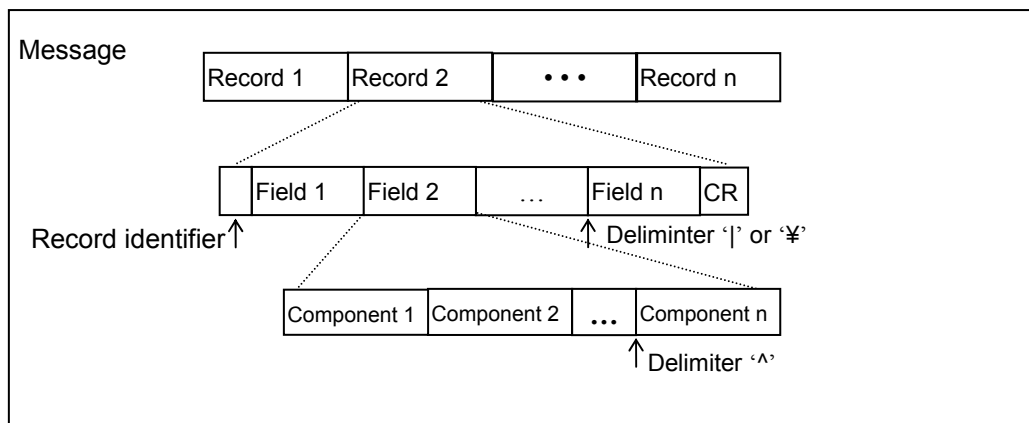 Message
Record 1 Record 2 • • • Record n
Field 1 Field 2 ... Field n CR
Record identifier Deliminter ‘|’ or ‘¥’
Component 1 Component 2 ... Component n
Delimiter ‘^’